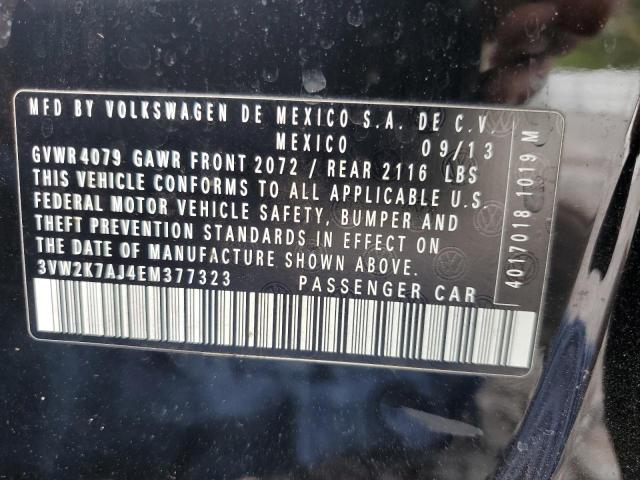 MFD BY VOLKSWAGEN DE MEXICO S.A. DE C.V
MEXICO 09/13
GVWR 4079 GAWR FRONT 2072 / REAR 2116 LBS
THIS VEHICLE CONFORMS TO ALL APPLICABLE U.S.
FEDERAL MOTOR VEHICLE SAFETY, BUMPER AND
THEFT PREVENTION STANDARDS IN EFFECT ON
THE DATE OF MANUFACTURE SHOWN ABOVE.
3VW2K7AJ4EM377323 PASSENGER CAR
4017018 1019 M